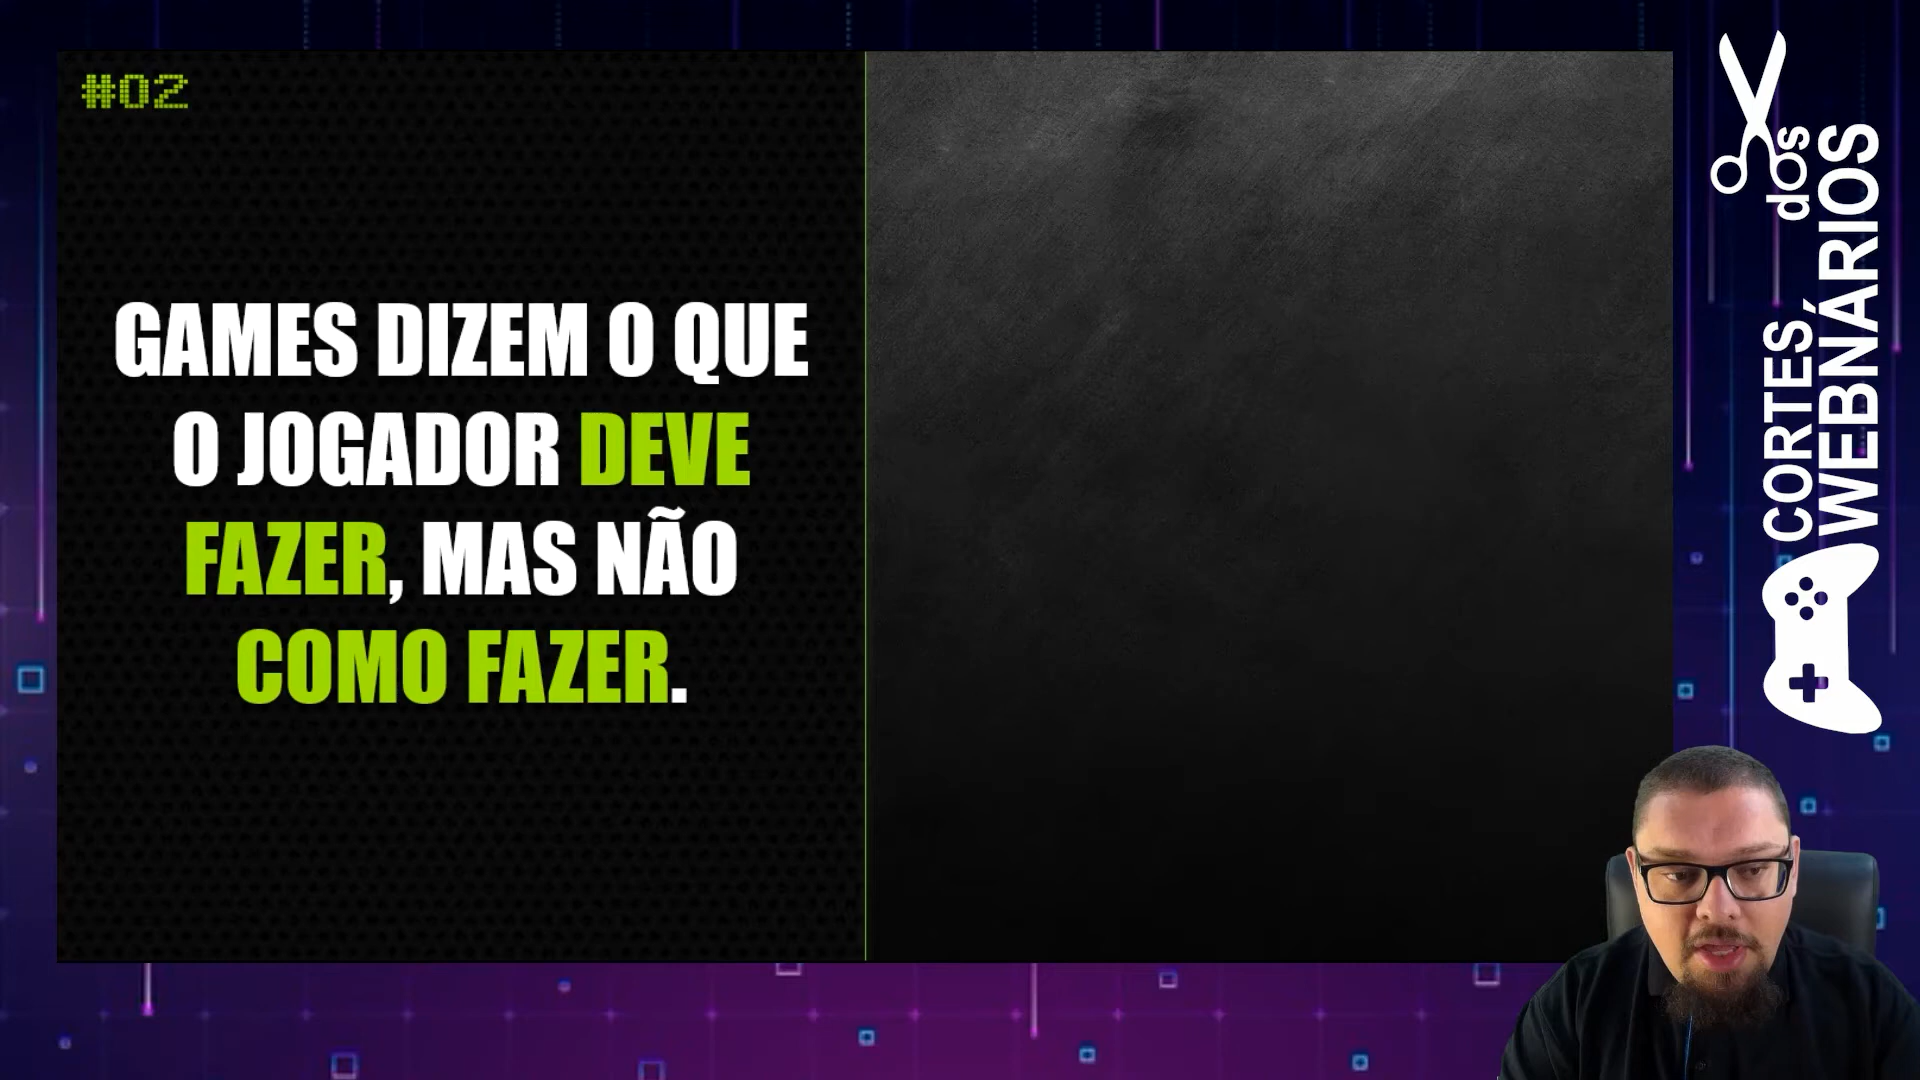 #02
GAMES DIZEM O QUE
O JOGADOR DEVE
FAZER, MAS NÃO
COMO FAZER.
CORTES dos
WEBNÁRIOS